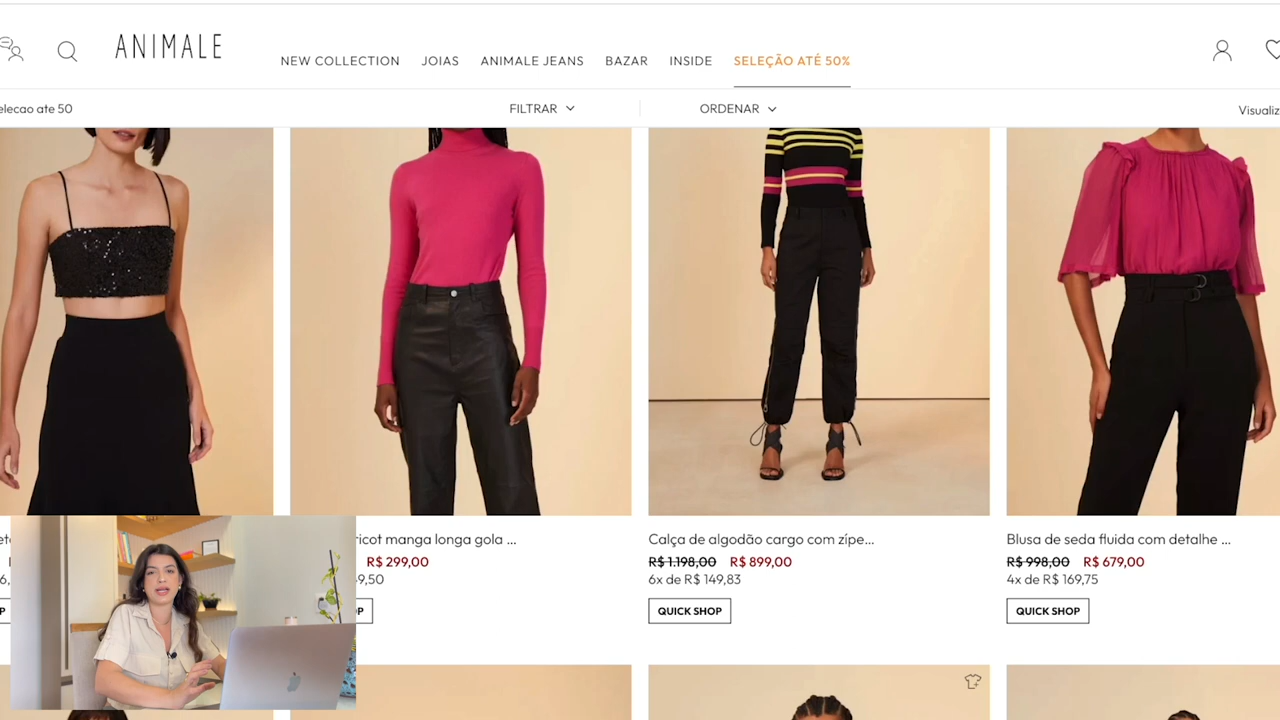 ANIMALE
NEW COLLECTION JOIAS ANIMALE JEANS BAZAR INSIDE SELEÇÃO ATÉ 50%
elecao ate 50 FILTRAR ORDENAR Visualiz
ricot manga longa gola ...
R$ 299,00
9,50
Calça de algodão cargo com zípe...
R$ 1.198,00 R$ 899,00
6x de R$ 149,83
QUICK SHOP
Blusa de seda fluida com detalhe ...
R$ 998,00 R$ 679,00
4x de R$ 169,75
QUICK SHOP